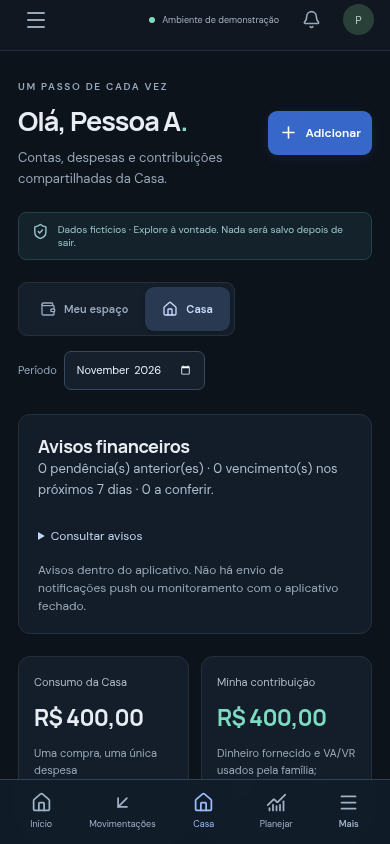 Ambiente de demonstração
P
UM PASSO DE CADA VEZ
Olá, Pessoa A.
Adicionar
Contas, despesas e contribuições
compartilhadas da Casa.
Dados fictícios · Explore à vontade. Nada será salvo depois de
sair.
Meu espaço
Casa
Período
November 2026
Avisos financeiros
0 pendência(s) anterior(es) · 0 vencimento(s) nos
próximos 7 dias · 0 a conferir.
Consultar avisos
Avisos dentro do aplicativo. Não há envio de
notificações push ou monitoramento com o aplicativo
fechado.
Consumo da Casa
R$ 400,00
Uma compra, uma única
despesa
Minha contribuição
R$ 400,00
Dinheiro fornecido e VA/VR
usados pela família;
Início
Movimentações
Casa
Planejar
Mais